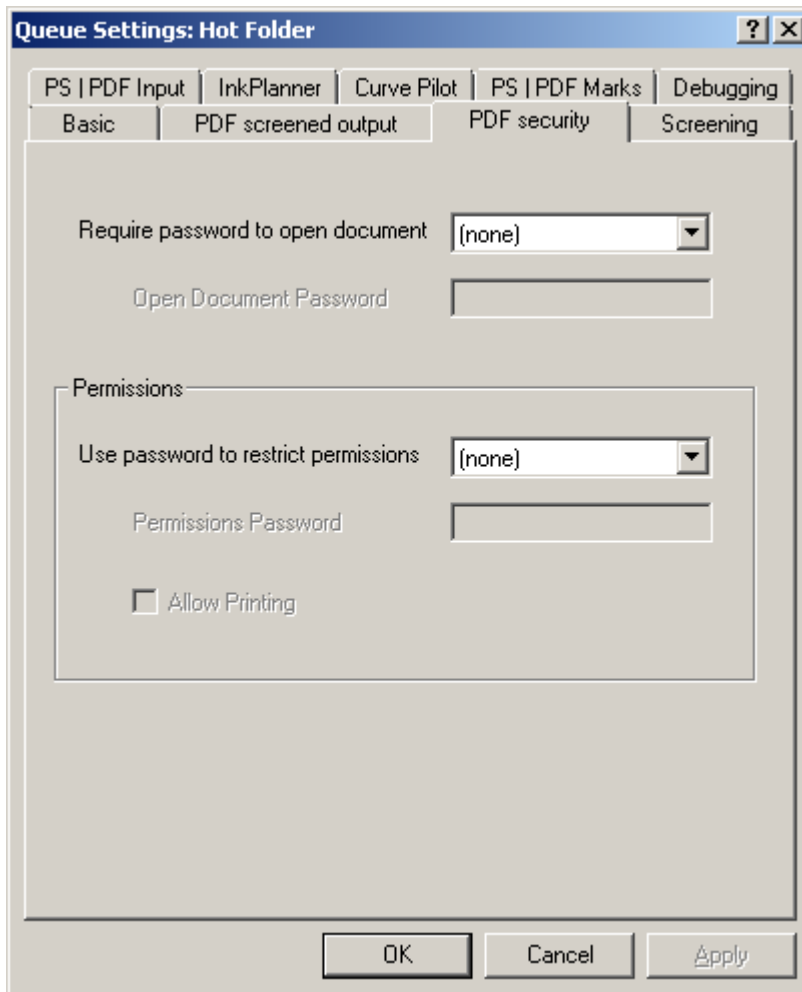 Queue Settings: Hot Folder ?
PS | PDF Input InkPlanner Curve Pilot PS | PDF Marks Debugging
Basic PDF screened output PDF security Screening
Require password to open document (none)
Open Document Password
Permissions
Use password to restrict permissions (none)
Permissions Password
Allow Printing
OK Cancel Apply